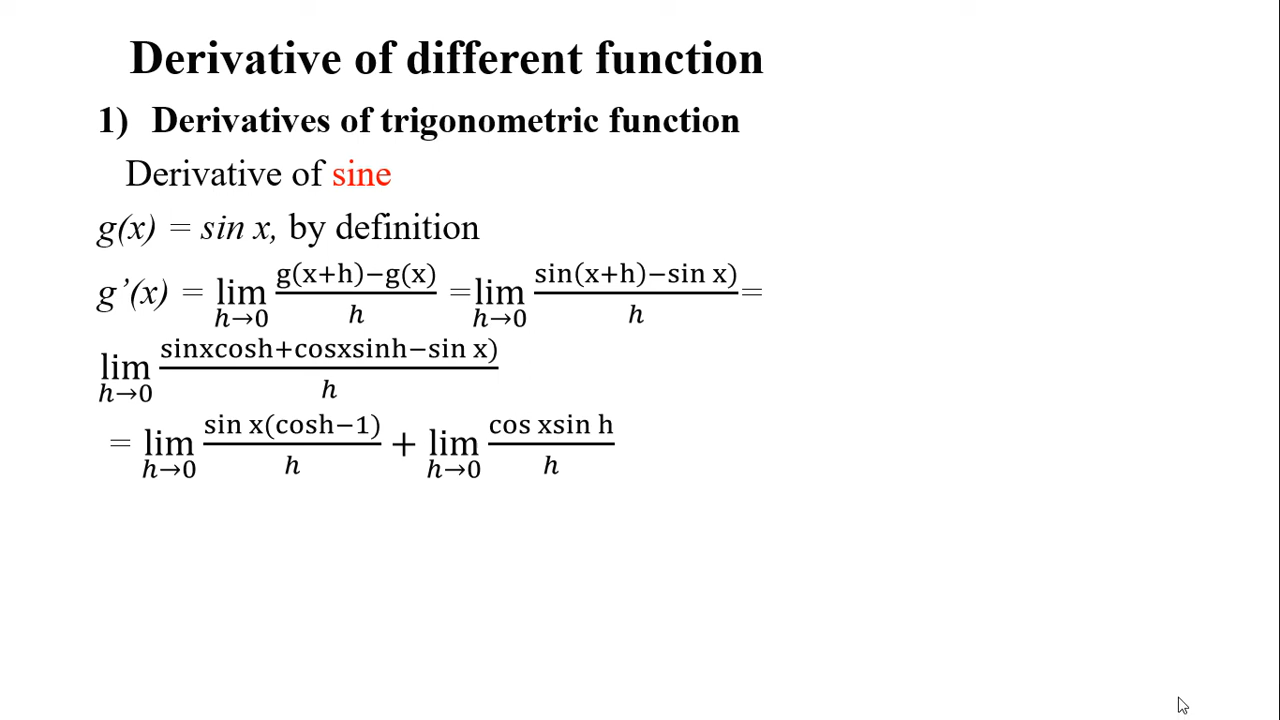 Derivative of different function
1) Derivatives of trigonometric function
Derivative of sine
g(x) = sin x, by definition
g’(x) = lim h→0 g(x+h)−g(x) / h = lim h→0 sin(x+h)−sin x) / h =
lim h→0 sinxcosh+cosxsinh−sin x) / h
= lim h→0 sin x(cosh−1) / h + lim h→0 cos xsin h / h